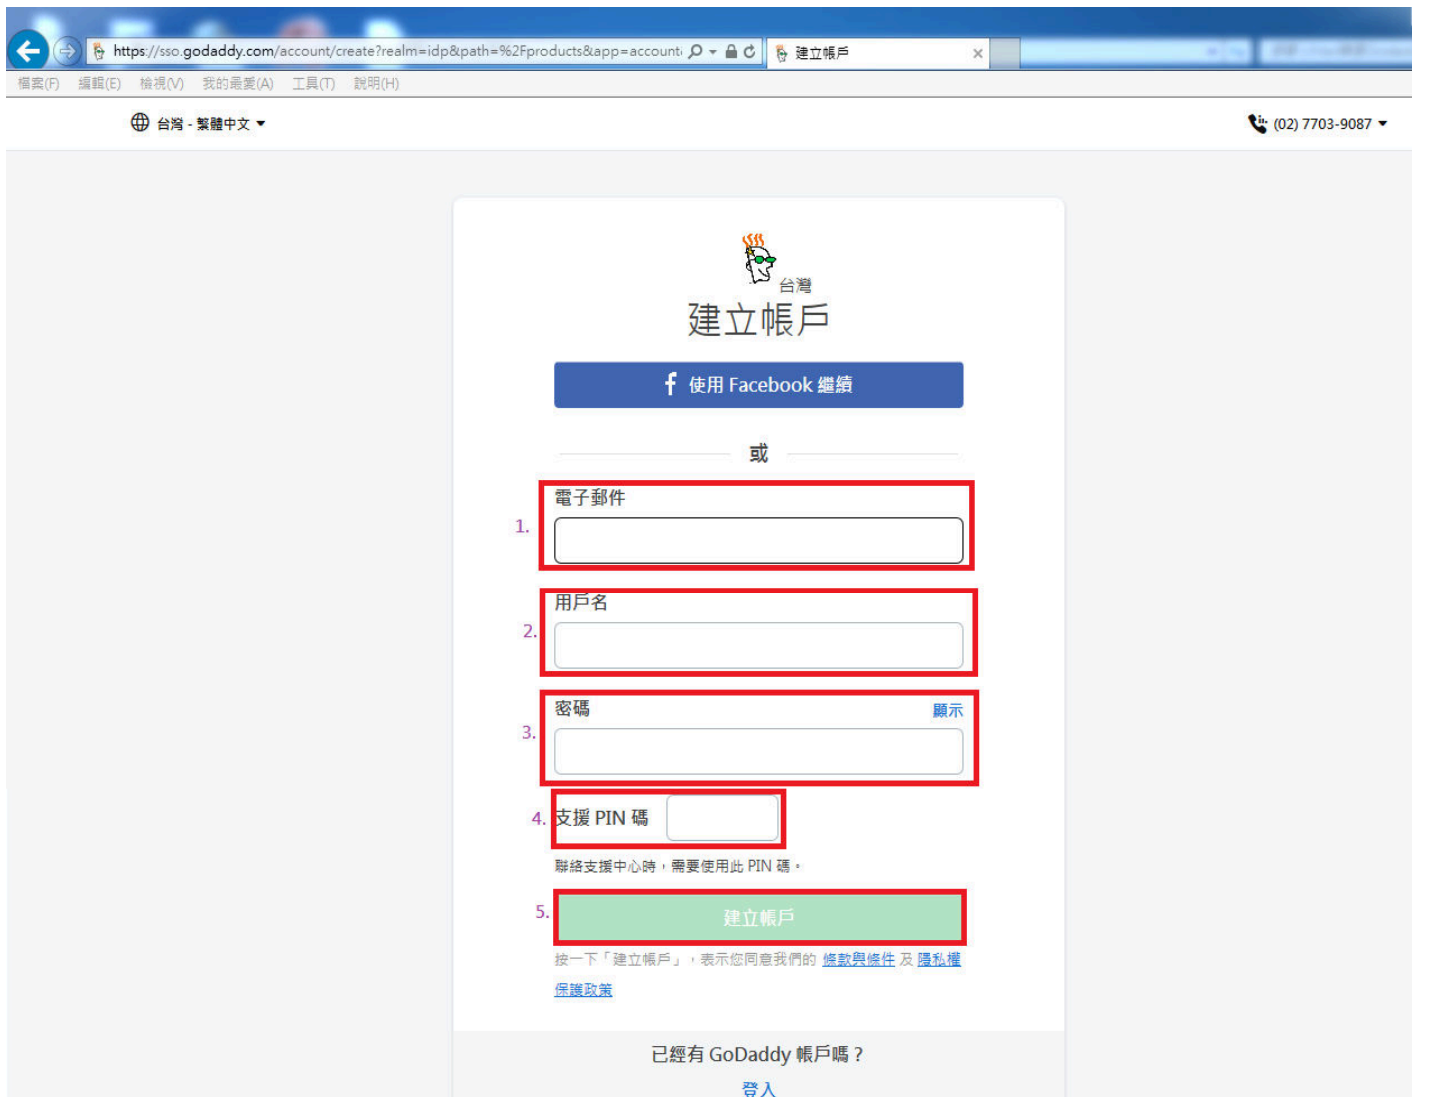 https://sso.godaddy.com/account/create?realm=idp&path=%2Fproducts&app=account
建立帳戶
檔案(F) 編輯(E) 檢視(V) 我的最愛(A) 工具(T) 說明(H)
台灣 - 繁體中文
(02) 7703-9087
台灣
建立帳戶
f 使用 Facebook 繼續
或
電子郵件
1.
用戶名
2.
密碼 顯示
3.
4. 支援 PIN 碼
聯絡支援中心時，需要使用此 PIN 碼。
5. 建立帳戶
按一下「建立帳戶」，表示您同意我們的 條款與條件 及 隱私權
保護政策
已經有 GoDaddy 帳戶嗎？
登入